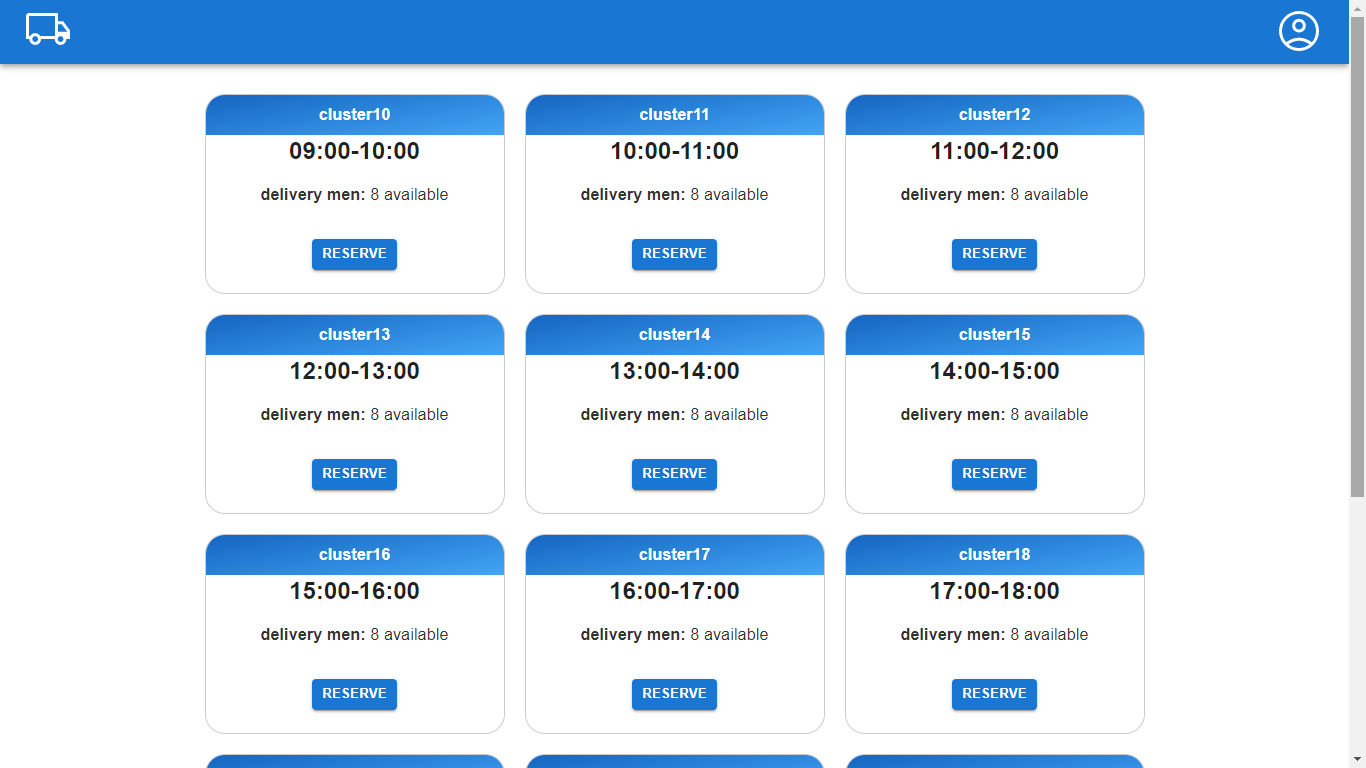 cluster10
09:00-10:00
delivery men: 8 available
RESERVE
cluster11
10:00-11:00
delivery men: 8 available
RESERVE
cluster12
11:00-12:00
delivery men: 8 available
RESERVE
cluster13
12:00-13:00
delivery men: 8 available
RESERVE
cluster14
13:00-14:00
delivery men: 8 available
RESERVE
cluster15
14:00-15:00
delivery men: 8 available
RESERVE
cluster16
15:00-16:00
delivery men: 8 available
RESERVE
cluster17
16:00-17:00
delivery men: 8 available
RESERVE
cluster18
17:00-18:00
delivery men: 8 available
RESERVE